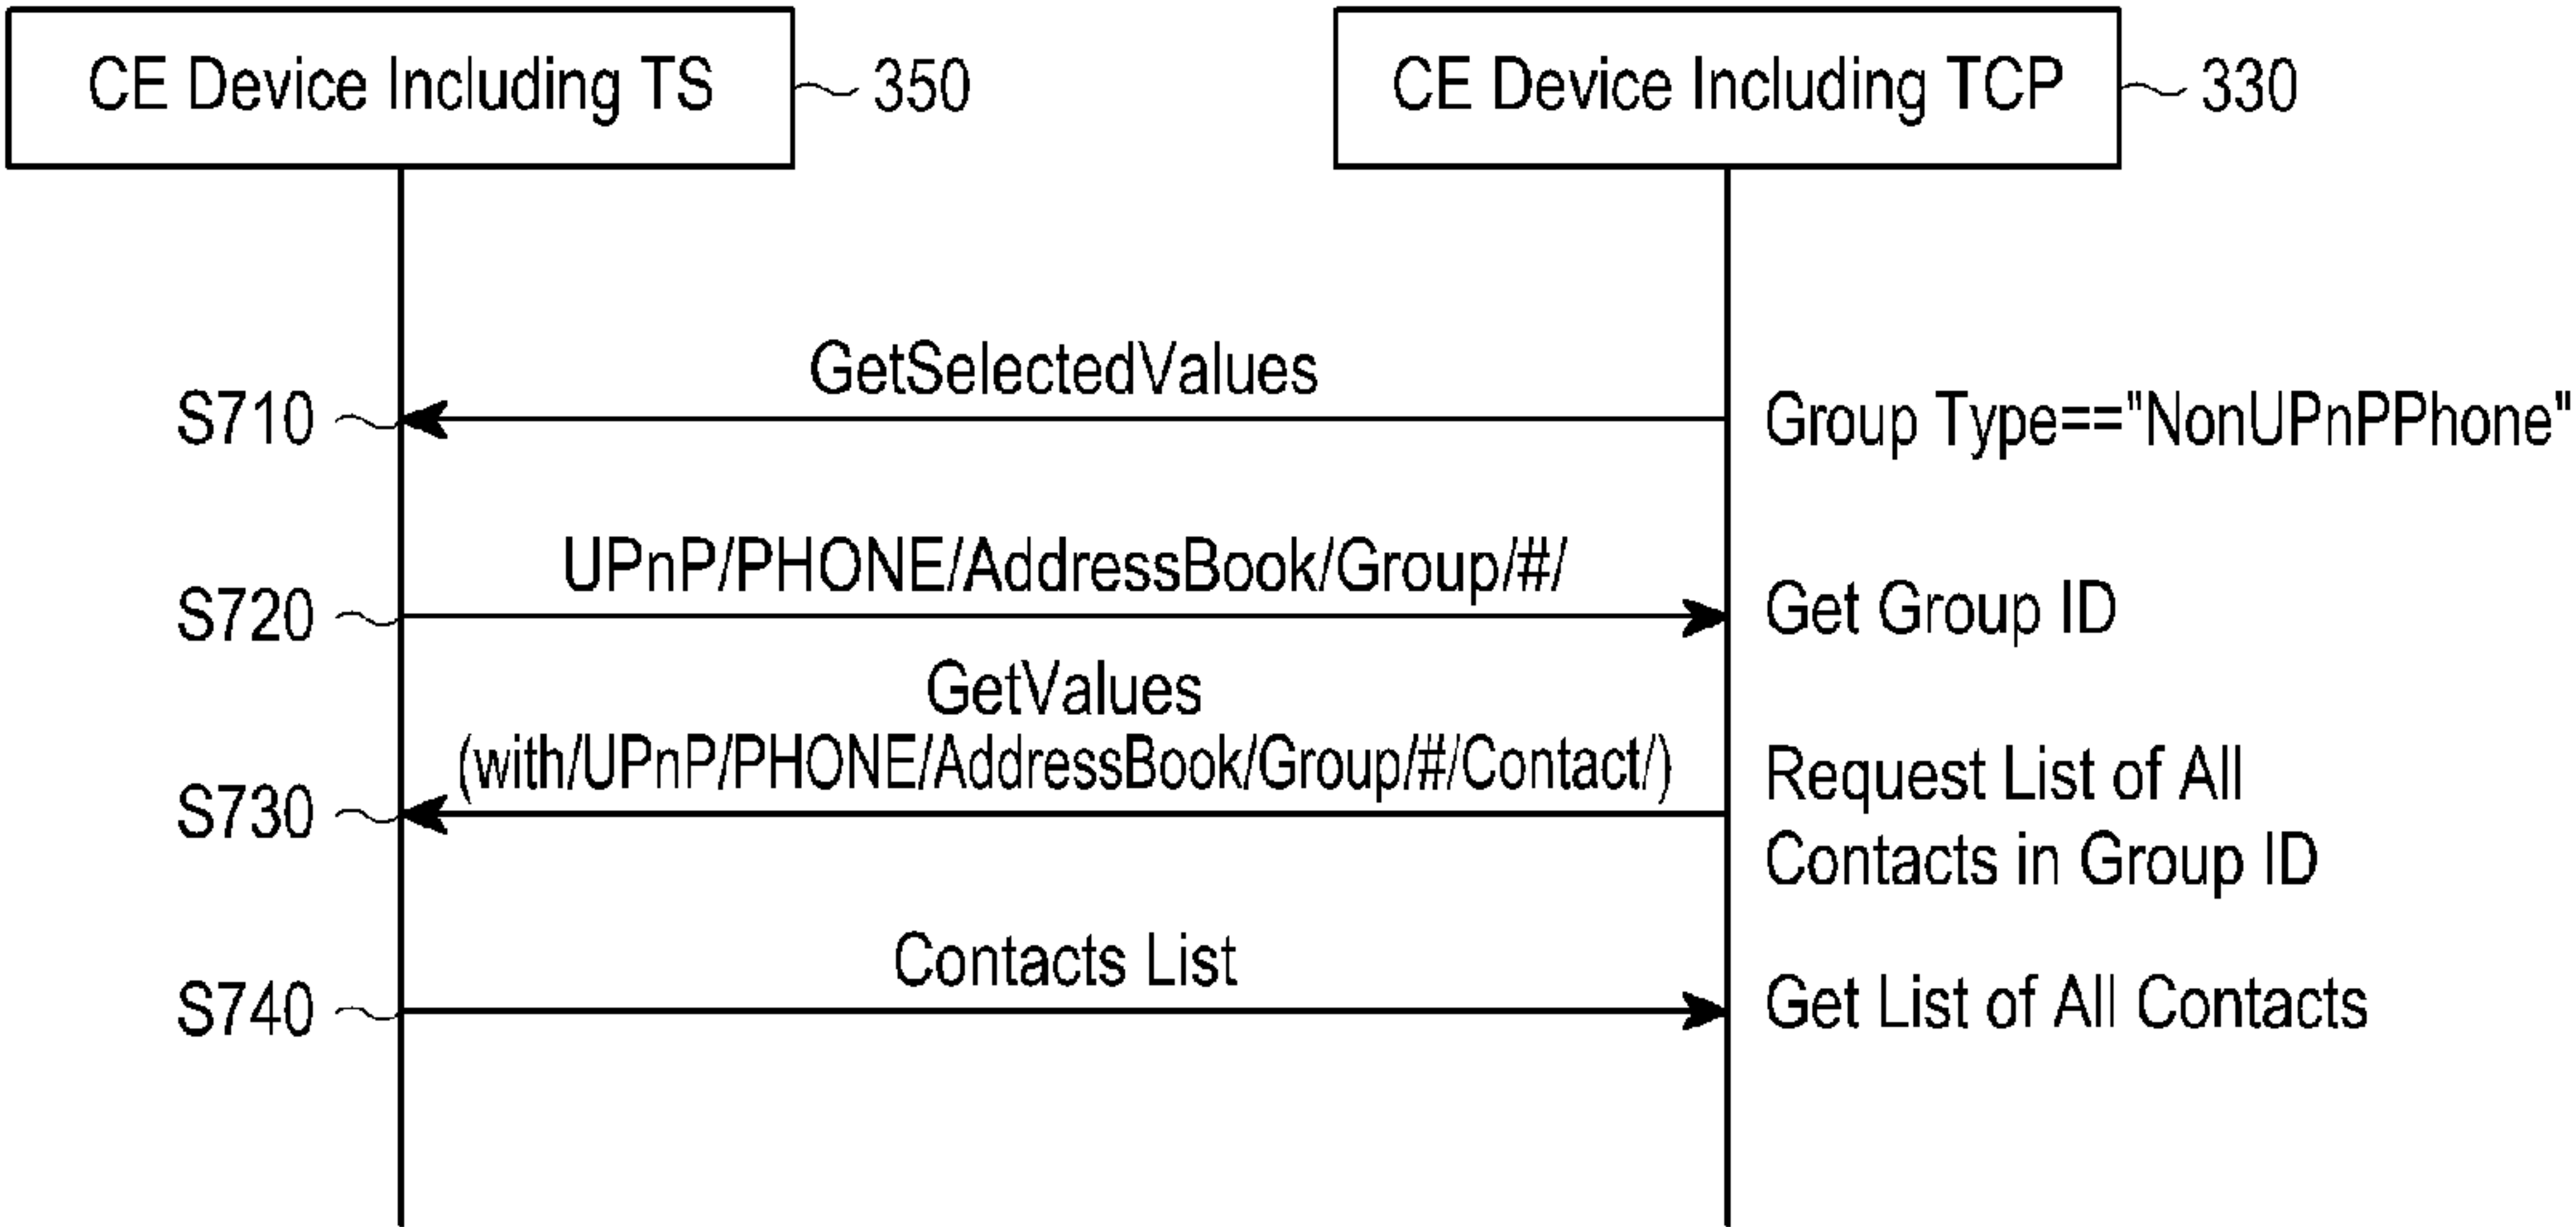 CE Device Including TS
350
CE Device Including TCP
330
GetSelectedValues
S710
Group Type=="NonUPnPPhone"
UPnP/PHONE/AddressBook/Group/#/
S720
Get Group ID
GetValues
(with/UPnP/PHONE/AddressBook/Group/#/Contact/)
S730
Request List of All
Contacts in Group ID
Contacts List
S740
Get List of All Contacts